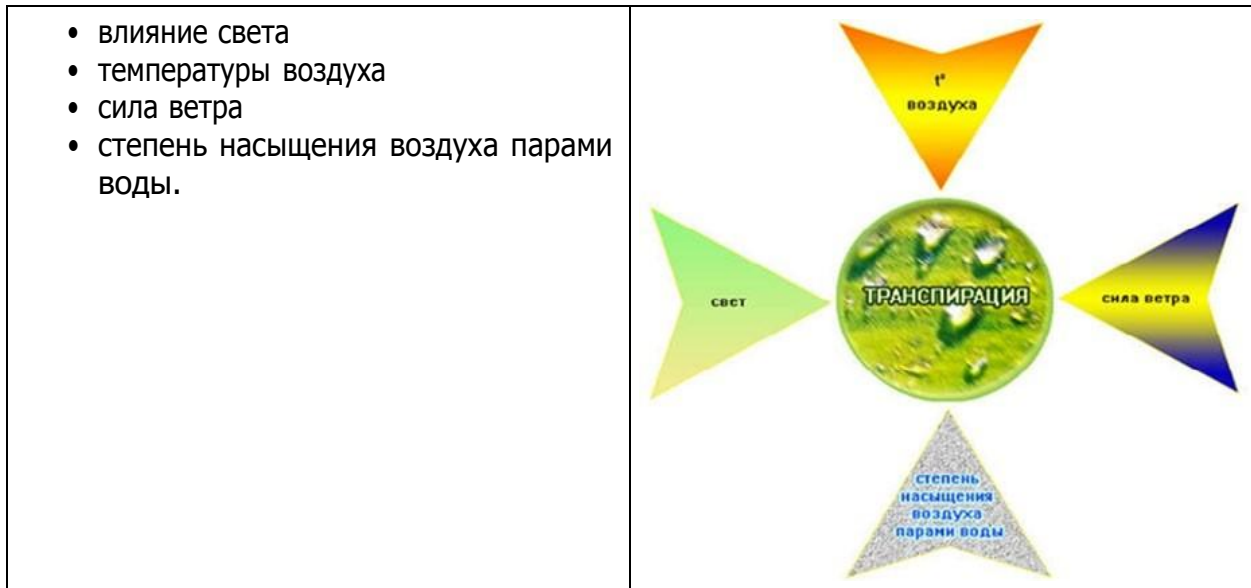 • влияние света
• температуры воздуха
• сила ветра
• степень насыщения воздуха парами
воды.
t°
воздуха
свет
ТРАНСПИРАЦИЯ
сила ветра
степень
насыщения
воздуха
парами воды